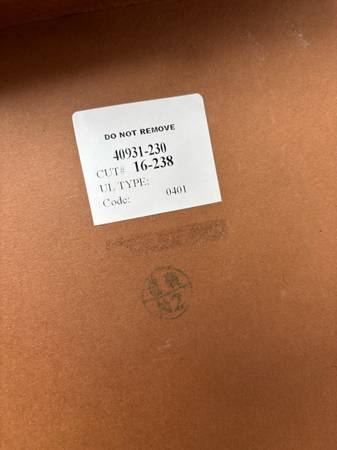 DO NOT REMOVE
40931-230
CUT# 16-238
UL TYPE:
Code: 0401